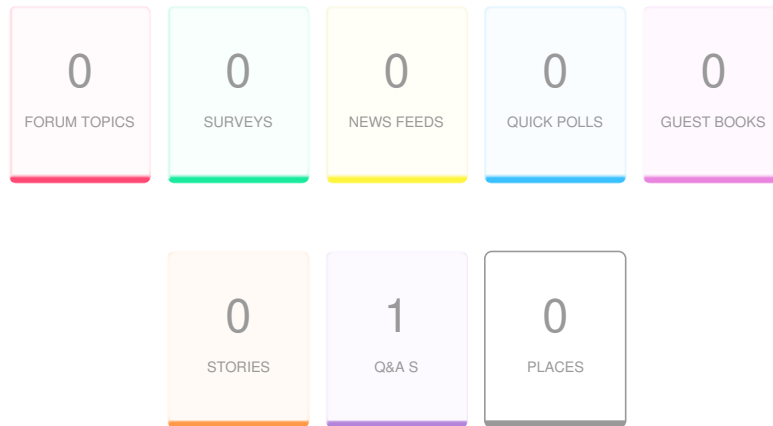 0 0 0 0 0
FORUM TOPICS SURVEYS NEWS FEEDS QUICK POLLS GUEST BOOKS
0 1 0
STORIES Q&A S PLACES